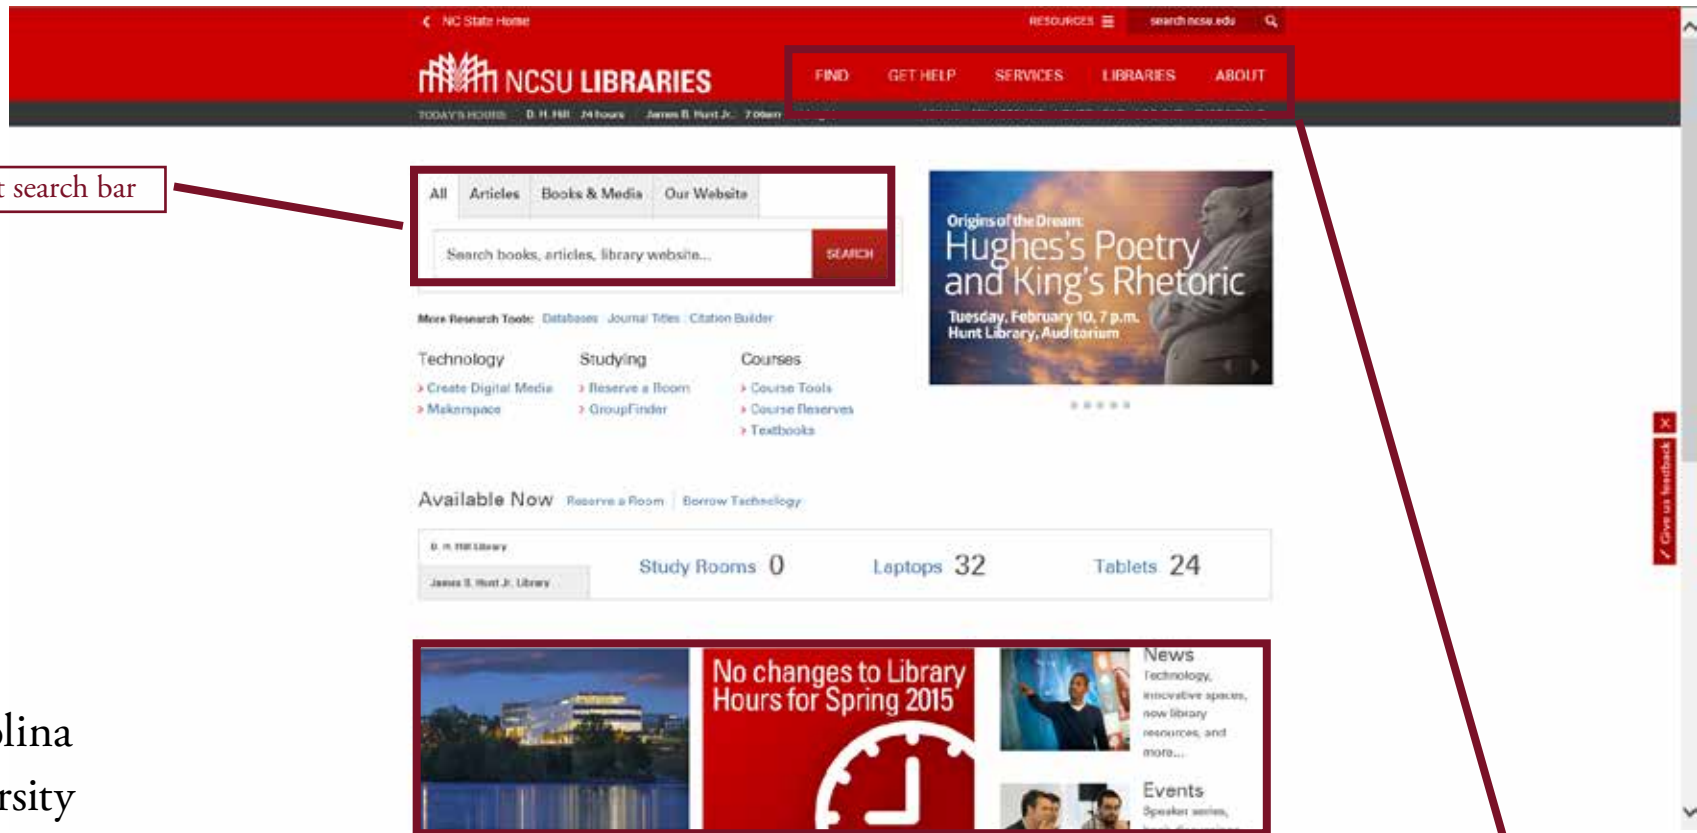 NC State Home
RESOURCES
search ncsu.edu
NCSU LIBRARIES
FIND GET HELP SERVICES LIBRARIES ABOUT
TODAY'S HOURS: D. H. Hill 24 hours James B. Hunt Jr.
t search bar
All Articles Books & Media Our Website
Search books, articles, library website...
SEARCH
Origins of the Dream:
Hughes's Poetry
and King's Rhetoric
Tuesday, February 10, 7 p.m.
Hunt Library, Auditorium
More Research Tools: Databases Journal Titles Citation Builder
Technology
Create Digital Media
Makerspace
Studying
Reserve a Room
GroupFinder
Courses
Course Tools
Course Reserves
Textbooks
Give us feedback
Available Now Reserve a Room Borrow Technology
D. H. Hill Library
James B. Hunt Jr. Library
Study Rooms 0
Laptops 32
Tablets 24
No changes to Library
Hours for Spring 2015
News
Technology,
innovative spaces,
new library
resources, and
more...
Events
Speaker series,
olina
rsity